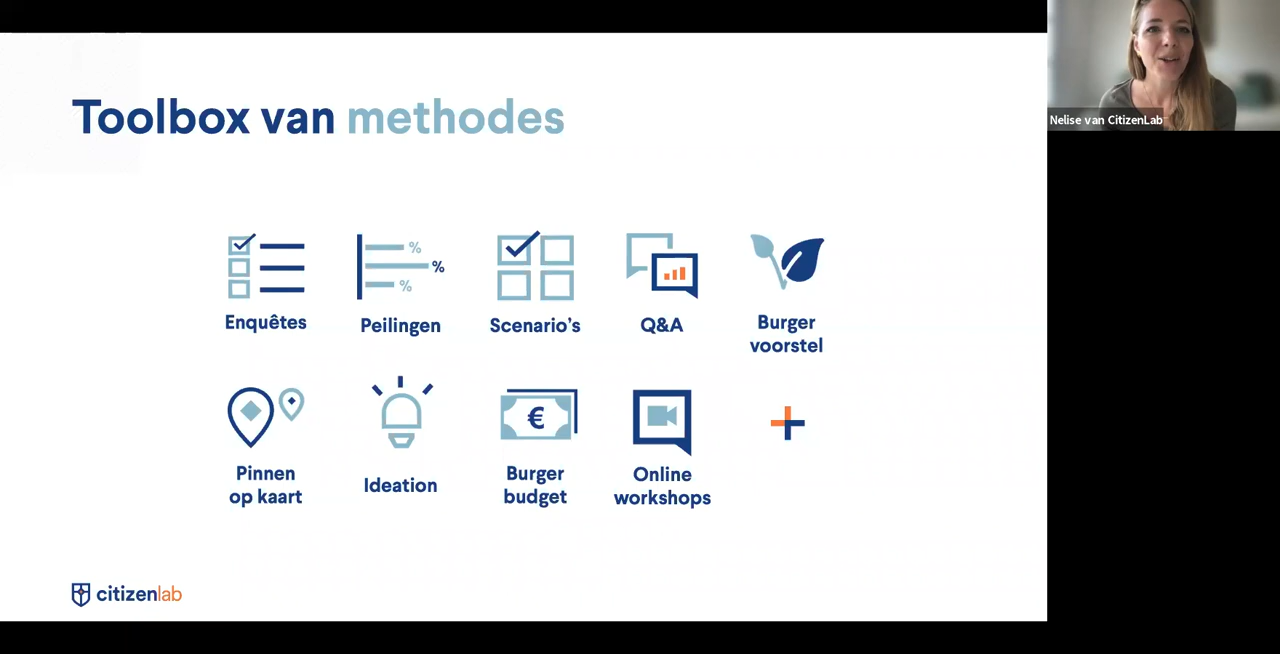 Toolbox van methodes
Nelise van CitizenLab
%
%
%
Enquêtes
Peilingen
Scenario's
Q&A
Burger
voorstel
€
Pinnen
op kaart
Ideation
Burger
budget
Online
workshops
citizenlab